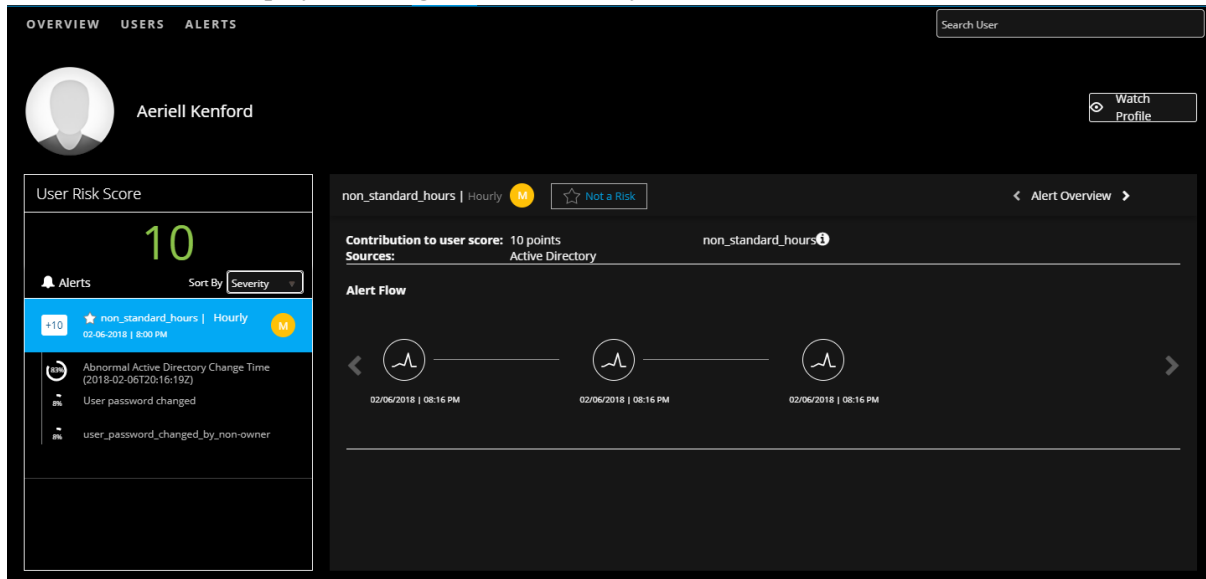 OVERVIEW USERS ALERTS
Search User
Aeriell Kenford
Watch
Profile
User Risk Score
10
Alerts Sort By Severity
+10 non_standard_hours | Hourly M
02-06-2018 | 8:00 PM
83% Abnormal Active Directory Change Time
(2018-02-06T20:16:19Z)
8% User password changed
8% user_password_changed_by_non-owner
non_standard_hours | Hourly M Not a Risk
Alert Overview
Contribution to user score: 10 points non_standard_hours
Sources: Active Directory
Alert Flow
02/06/2018 | 08:16 PM 02/06/2018 | 08:16 PM 02/06/2018 | 08:16 PM